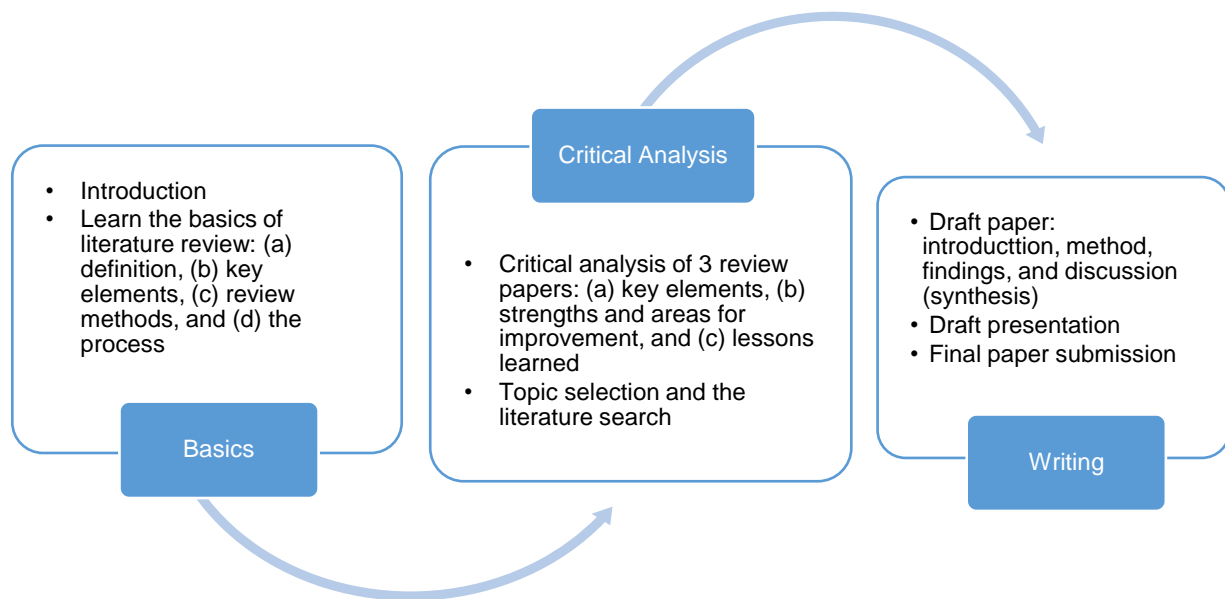 • Introduction
• Learn the basics of
literature review: (a)
definition, (b) key
elements, (c) review
methods, and (d) the
process
Basics
Critical Analysis
• Critical analysis of 3 review
papers: (a) key elements, (b)
strengths and areas for
improvement, and (c) lessons
learned
• Topic selection and the
literature search
• Draft paper:
introducttion, method,
findings, and discussion
(synthesis)
• Draft presentation
• Final paper submission
Writing